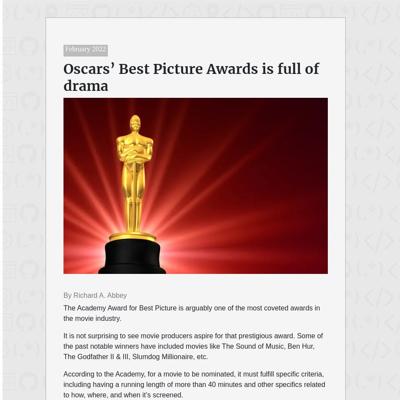 February 2022
Oscars’ Best Picture Awards is full of
drama
By Richard A. Abbey
The Academy Award for Best Picture is arguably one of the most coveted awards in
the movie industry.
It is not surprising to see movie producers aspire for that prestigious award. Some of
the past notable winners have included movies like The Sound of Music, Ben Hur,
The Godfather II & III, Slumdog Millionaire, etc.
According to the Academy, for a movie to be nominated, it must fulfill specific criteria,
including having a running length of more than 40 minutes and other specifics related
to how, where, and when it’s screened.